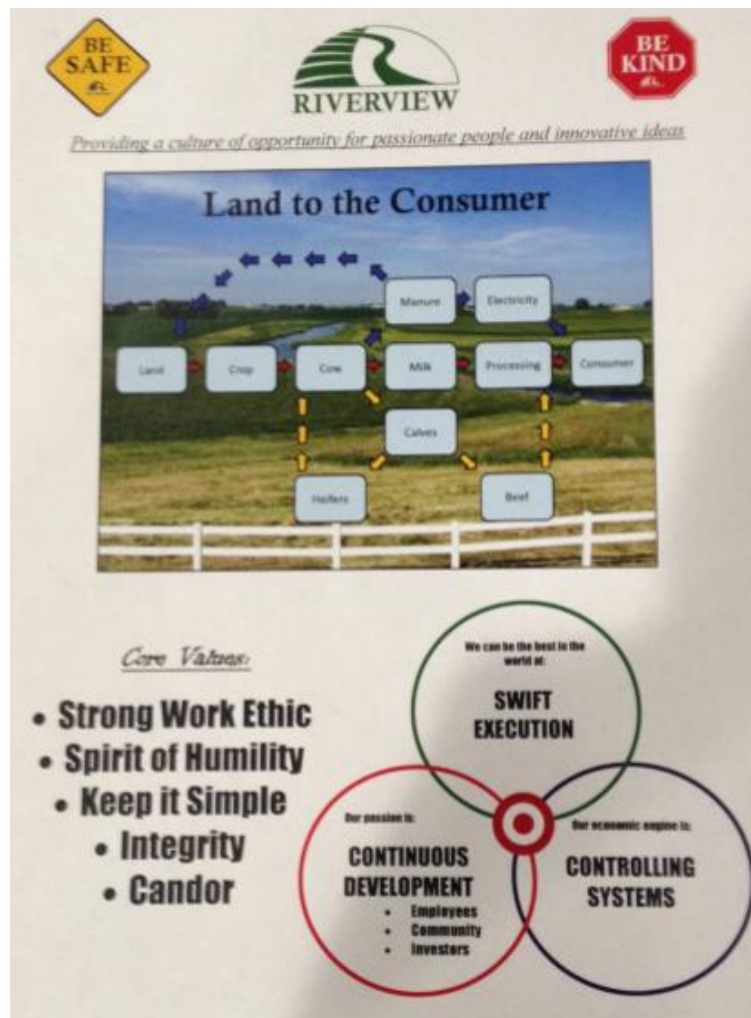 BE
SAFE
RIVERVIEW
BE
KIND
Providing a culture of opportunity for passionate people and innovative ideas
Land to the Consumer
Manure
Electricity
Land
Crop
Cow
Milk
Processing
Consumer
Calves
Heifers
Beef
Core Values:
• Strong Work Ethic
• Spirit of Humility
• Keep it Simple
• Integrity
• Candor
We can be the best in the
world at:
SWIFT
EXECUTION
Our passion is:
CONTINUOUS
DEVELOPMENT
• Employees
• Community
• Investors
Our economic engine is:
CONTROLLING
SYSTEMS